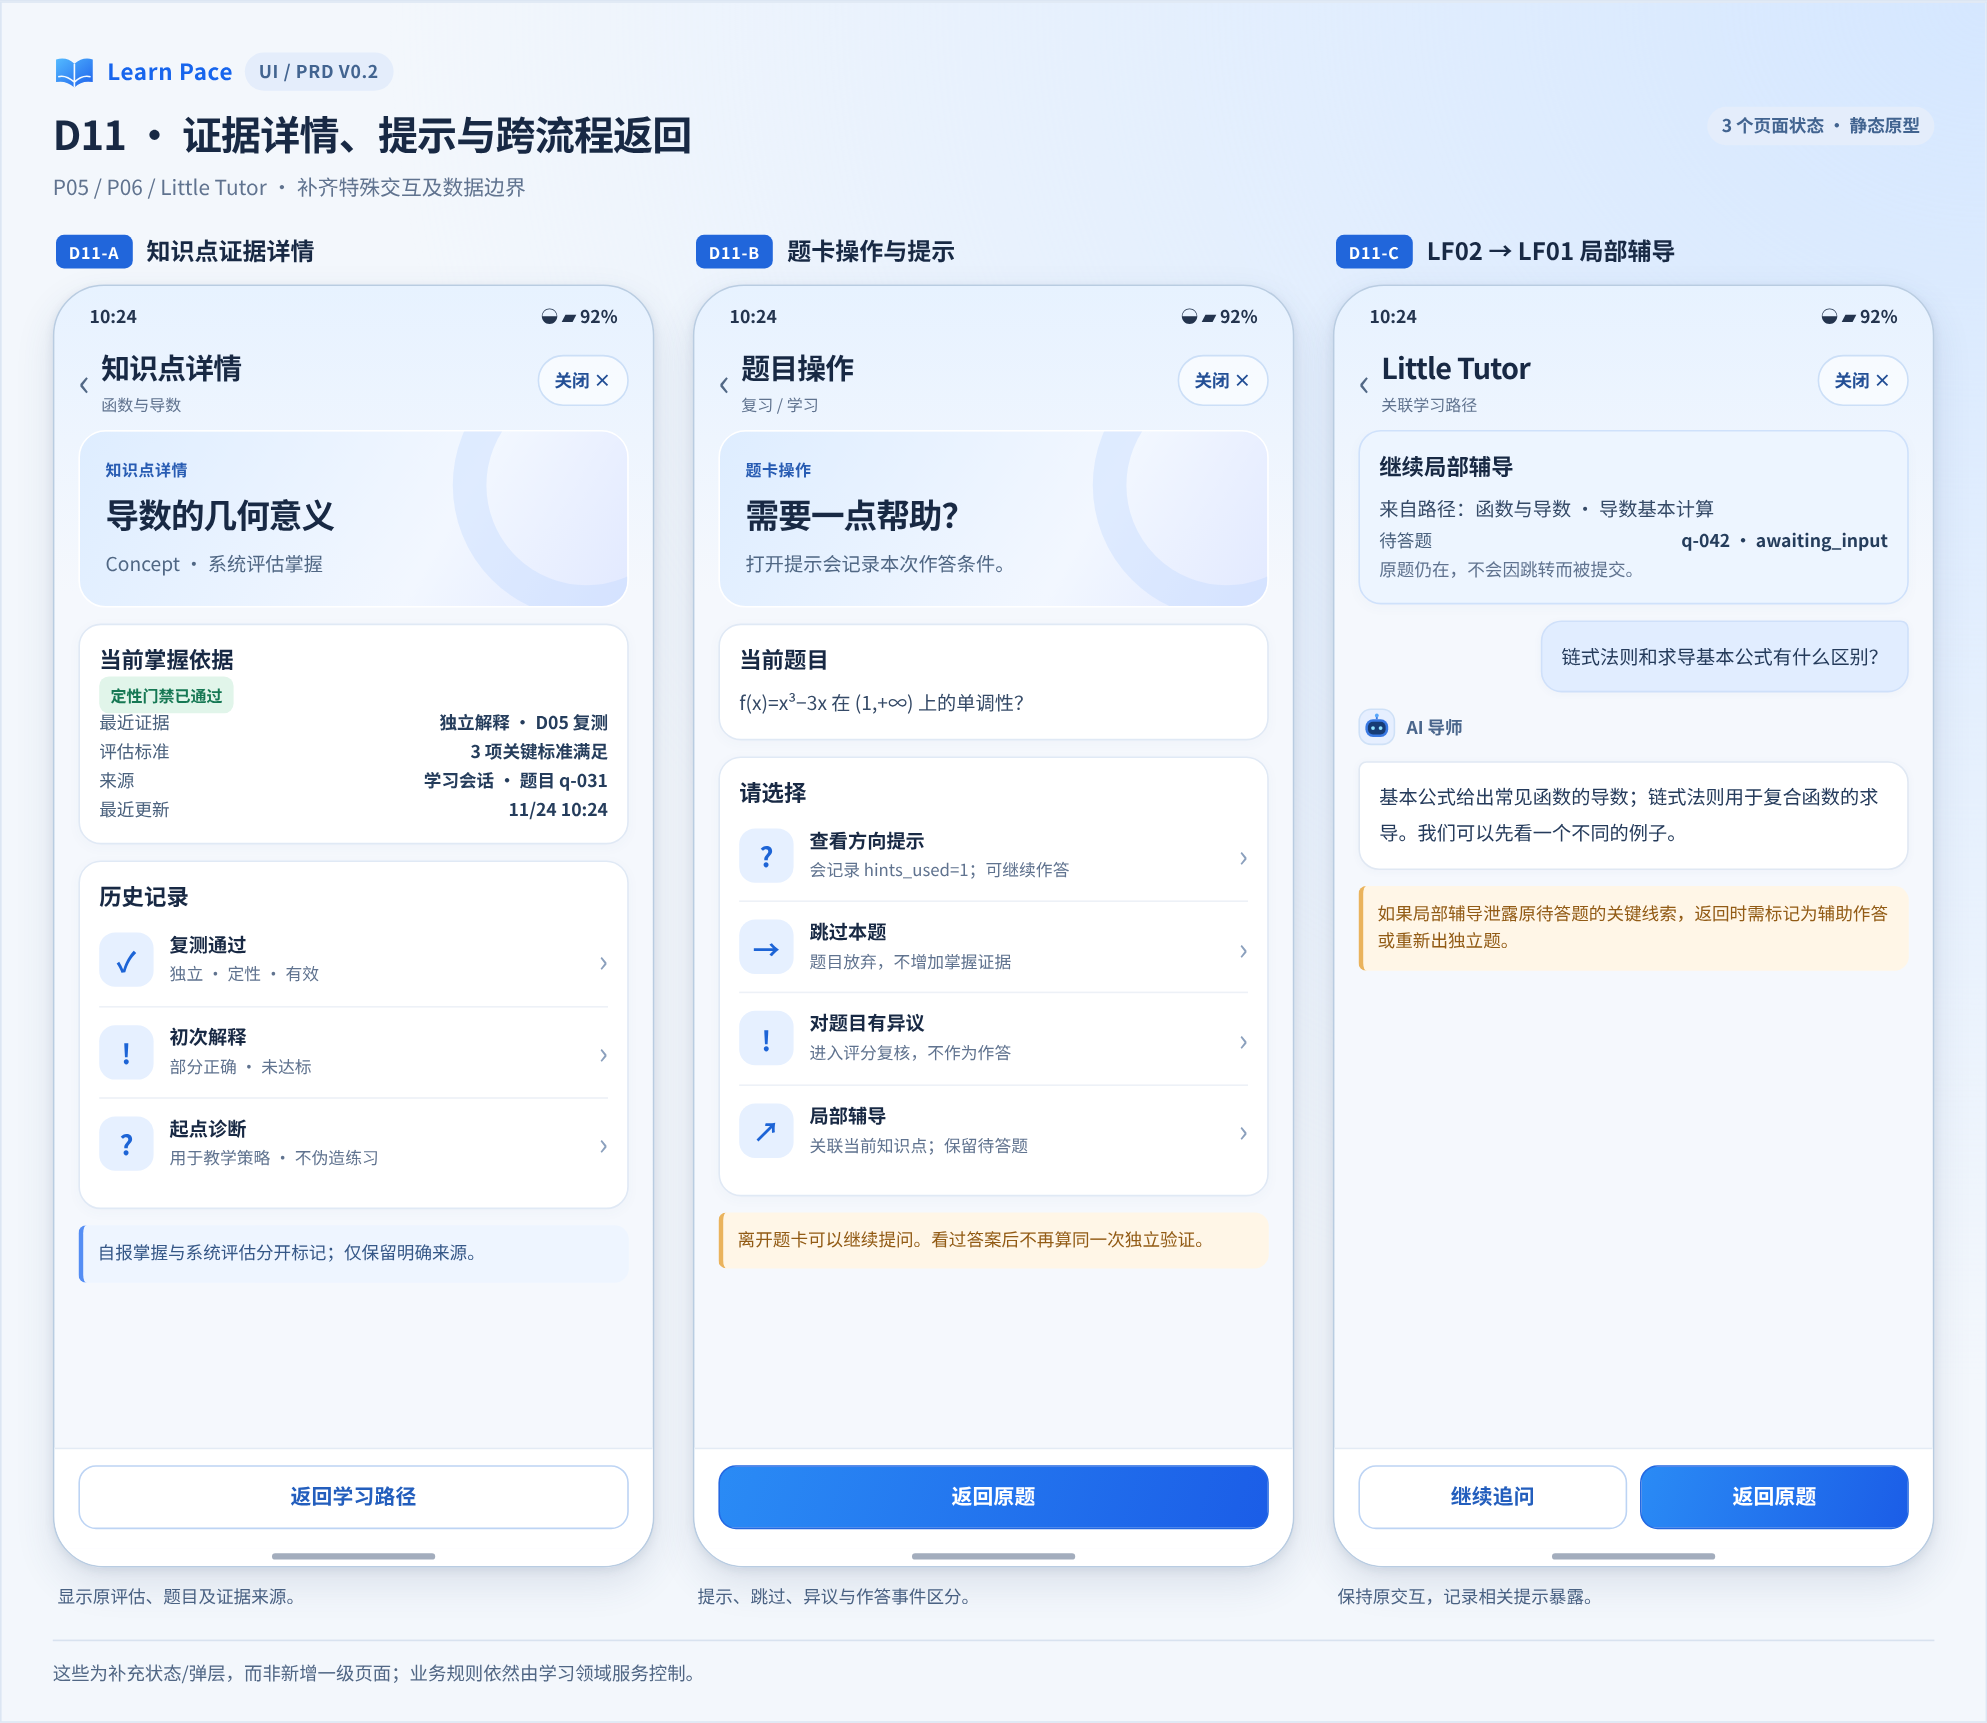 Learn Pace
UI / PRD V0.2
D11 · 证据详情、提示与跨流程返回
3 个页面状态 · 静态原型
P05 / P06 / Little Tutor · 补齐特殊交互及数据边界
D11-A 知识点证据详情
10:24
92%
知识点详情
函数与导数
关闭 ×
知识点详情
导数的几何意义
Concept · 系统评估掌握
当前掌握依据
定性门禁已通过
最近证据 独立解释 · D05 复测
评估标准 3 项关键标准满足
来源 学习会话 · 题目 q-031
最近更新 11/24 10:24
历史记录
✓
复测通过
独立 · 定性 · 有效
›
!
初次解释
部分正确 · 未达标
›
?
起点诊断
用于教学策略 · 不伪造练习
›
自报掌握与系统评估分开标记；仅保留明确来源。
返回学习路径
显示原评估、题目及证据来源。
D11-B 题卡操作与提示
10:24
92%
题目操作
复习 / 学习
关闭 ×
题卡操作
需要一点帮助？
打开提示会记录本次作答条件。
当前题目
f(x)=x³−3x 在 (1,+∞) 上的单调性？
请选择
?
查看方向提示
会记录 hints_used=1；可继续作答
›
→
跳过本题
题目放弃，不增加掌握证据
›
!
对题目有异议
进入评分复核，不作为作答
›
↗
局部辅导
关联当前知识点；保留待答题
›
离开题卡可以继续提问。看过答案后不再算同一次独立验证。
返回原题
提示、跳过、异议与作答事件区分。
D11-C LF02 → LF01 局部辅导
10:24
92%
Little Tutor
关联学习路径
关闭 ×
继续局部辅导
来自路径：函数与导数 · 导数基本计算
待答题 q-042 · awaiting_input
原题仍在，不会因跳转而被提交。
链式法则和求导基本公式有什么区别？
AI 导师
基本公式给出常见函数的导数；链式法则用于复合函数的求
导。我们可以先看一个不同的例子。
如果局部辅导泄露原待答题的关键线索，返回时需标记为辅助作答
或重新出独立题。
继续追问
返回原题
保持原交互，记录相关提示暴露。
这些为补充状态/弹层，而非新增一级页面；业务规则依然由学习领域服务控制。